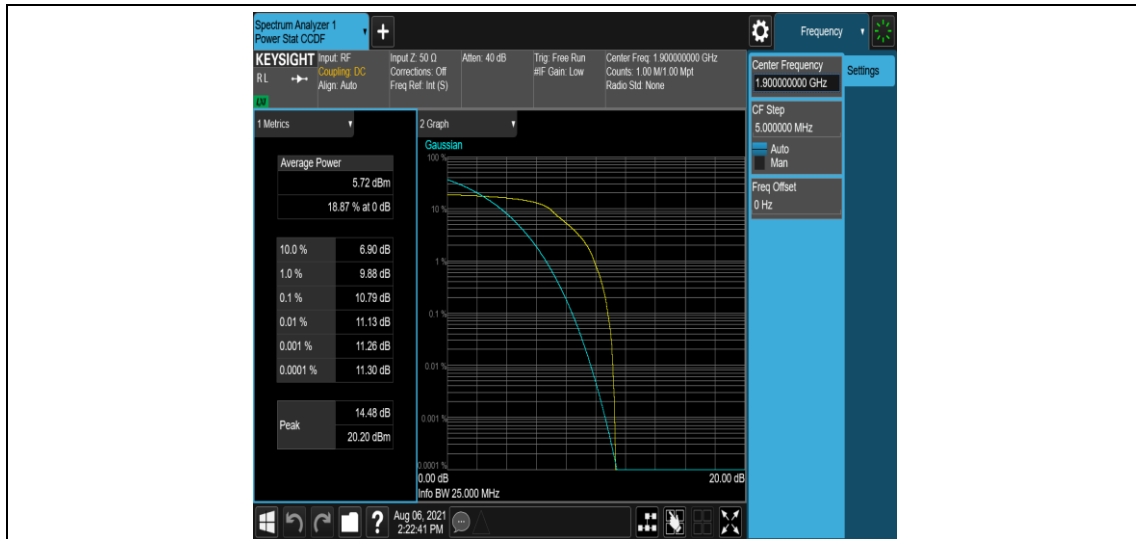 Spectrum Analyzer 1
Power Stat CCDF
+
Frequency
KEYSIGHT
RL
LXI
Input: RF
Coupling: DC
Align: Auto
Input Z: 50 Ω
Corrections: Off
Freq Ref: Int (S)
Atten: 40 dB
Trig: Free Run
#IF Gain: Low
Center Freq: 1.900000000 GHz
Counts: 1.00 M/1.00 Mpt
Radio Std: None
Center Frequency
1.900000000 GHz
Settings
CF Step
5.000000 MHz
Auto
Man
Freq Offset
0 Hz
1 Metrics
Average Power
5.72 dBm
18.87 % at 0 dB
10.0 % 6.90 dB
1.0 % 9.88 dB
0.1 % 10.79 dB
0.01 % 11.13 dB
0.001 % 11.26 dB
0.0001 % 11.30 dB
Peak
14.48 dB
20.20 dBm
2 Graph
Gaussian
100 %
10 %
1 %
0.1 %
0.01 %
0.001 %
0.0001 %
0.00 dB 20.00 dB
Info BW 25.000 MHz
?
Aug 06, 2021
2:22:41 PM